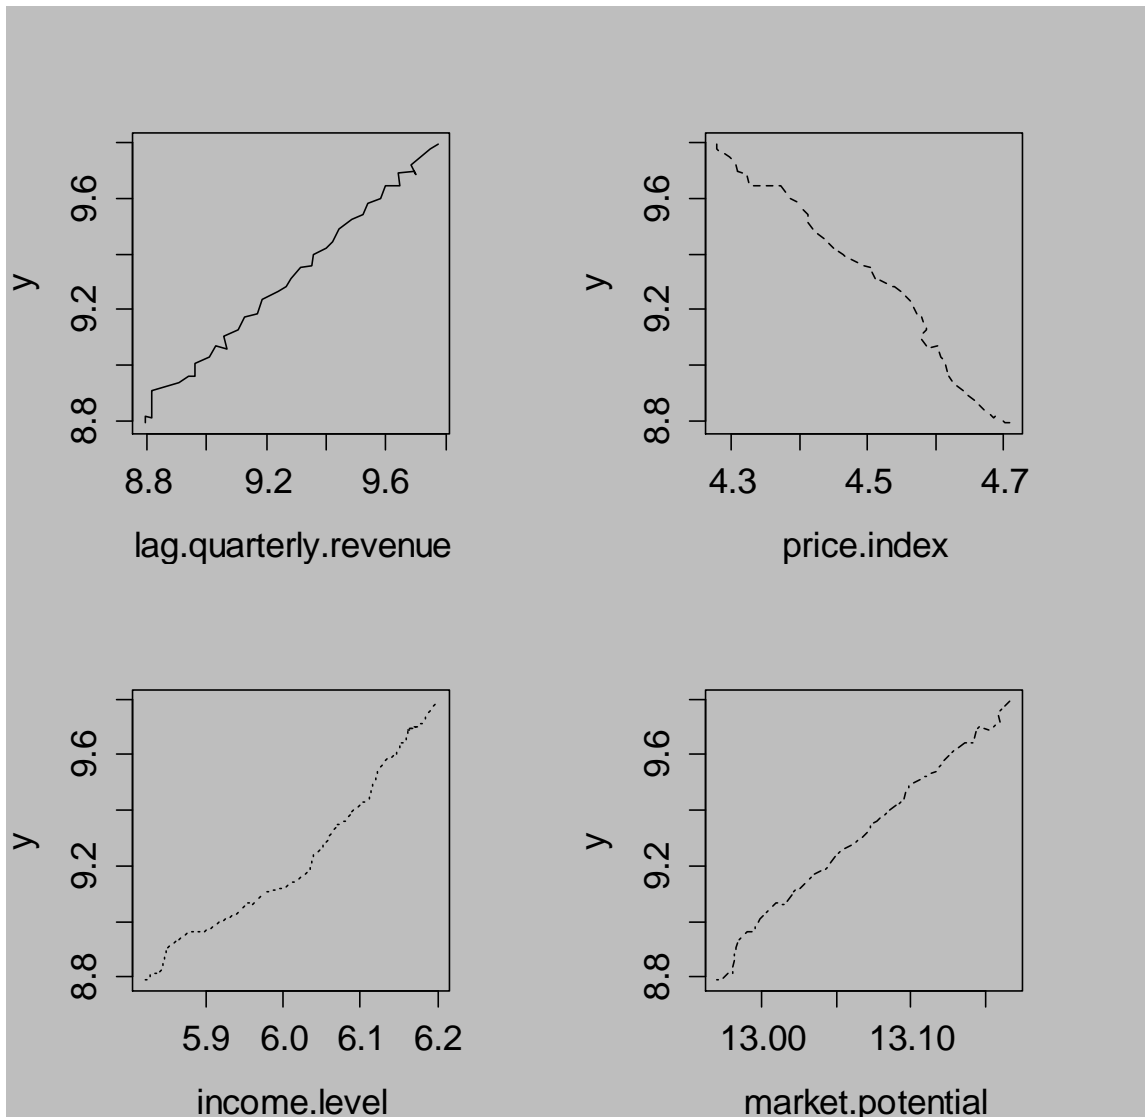 y
9.6
9.2
8.8
8.8 9.2 9.6
lag.quarterly.revenue
y
9.6
9.2
8.8
4.3 4.5 4.7
price.index
y
9.6
9.2
8.8
5.9 6.0 6.1 6.2
income.level
y
9.6
9.2
8.8
13.00 13.10
market.potential